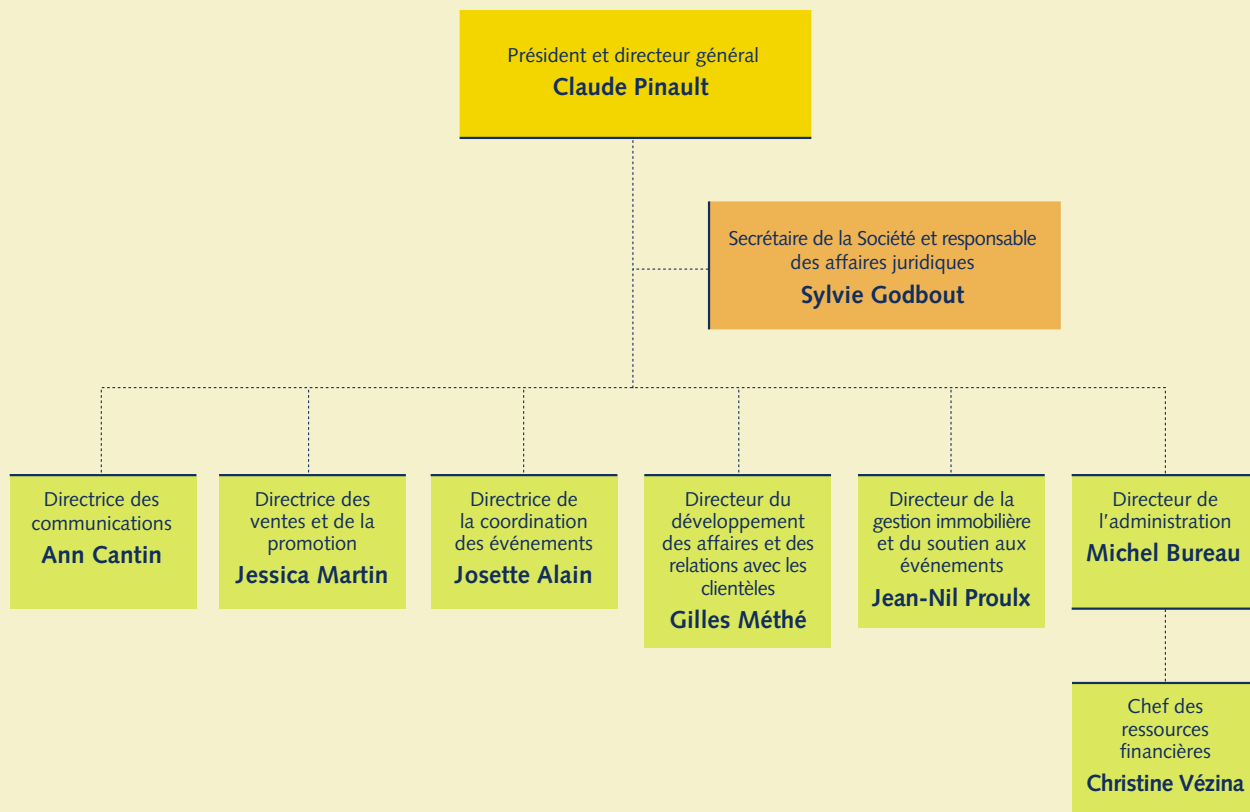 Président et directeur général
Claude Pinault
Secrétaire de la Société et responsable
des affaires juridiques
Sylvie Godbout
Directrice des
communications
Ann Cantin
Directrice des
ventes et de la
promotion
Jessica Martin
Directrice de
la coordination
des événements
Josette Alain
Directeur du
développement
des affaires et des
relations avec les
clientèles
Gilles Méthé
Directeur de la
gestion immobilière
et du soutien aux
événements
Jean-Nil Proulx
Directeur de
l'administration
Michel Bureau
Chef des
ressources
financières
Christine Vézina